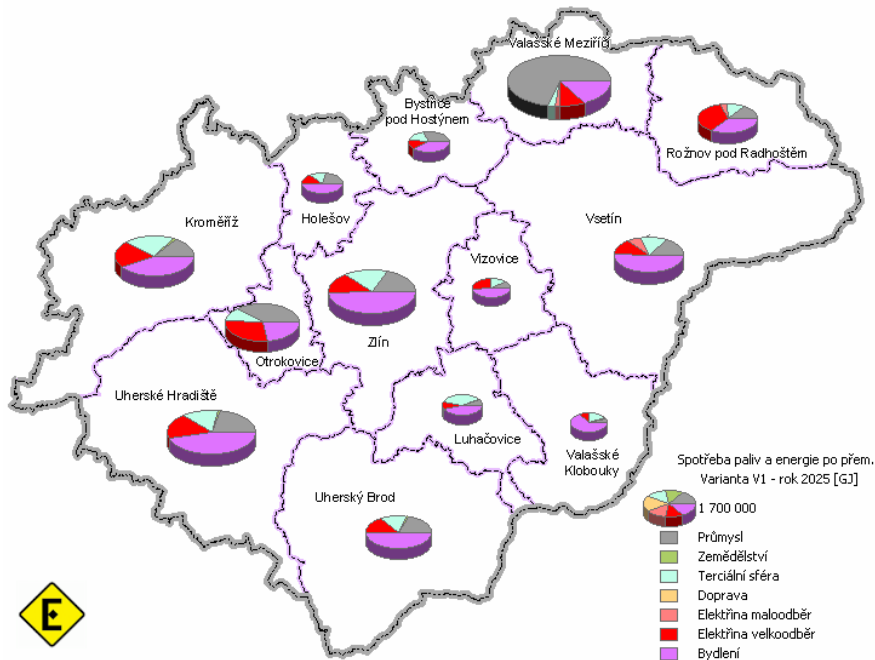 Valašské Meziříčí
Bystřice
pod Hostýnem
Rožnov pod Radhoštěm
Holešov
Kroměříž
Vsetín
Vizovice
Zlín
Otrokovice
Uherské Hradiště
Luhačovice
Valašské
Klobouky
Uherský Brod
Spotřeba paliv a energie po přem.
Varianta V1 - rok 2025 [GJ]
1 700 000
Průmysl
Zemědělství
Terciální sféra
Doprava
Elektřina maloodběr
Elektřina velkoodběr
Bydlení
E